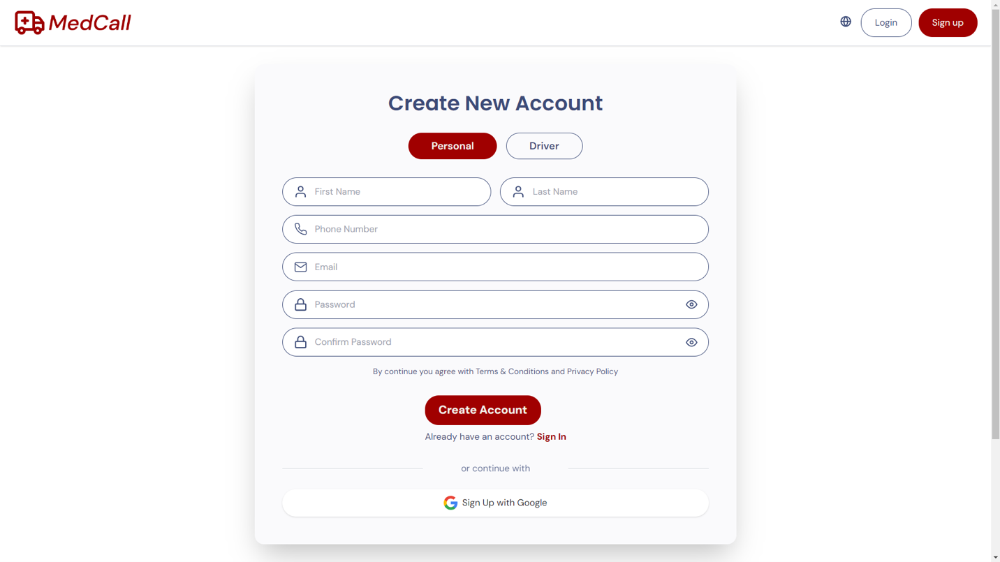 MedCall
Login
Sign up
Create New Account
Personal
Driver
First Name
Last Name
Phone Number
Email
Password
Confirm Password
By continue you agree with Terms & Conditions and Privacy Policy
Create Account
Already have an account? Sign In
or continue with
Sign Up with Google